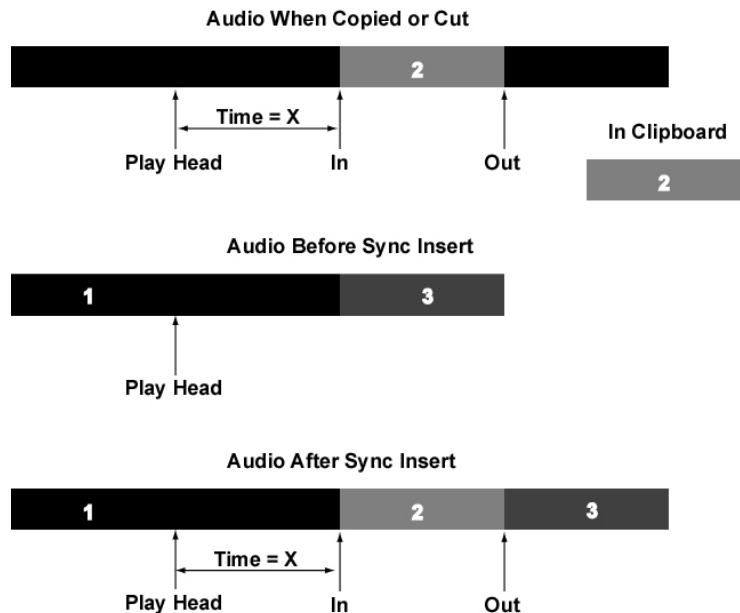 Audio When Copied or Cut
2
Time = X
Play Head
In
Out
In Clipboard
2
Audio Before Sync Insert
1
3
Play Head
Audio After Sync Insert
1
2
3
Time = X
Play Head
In
Out